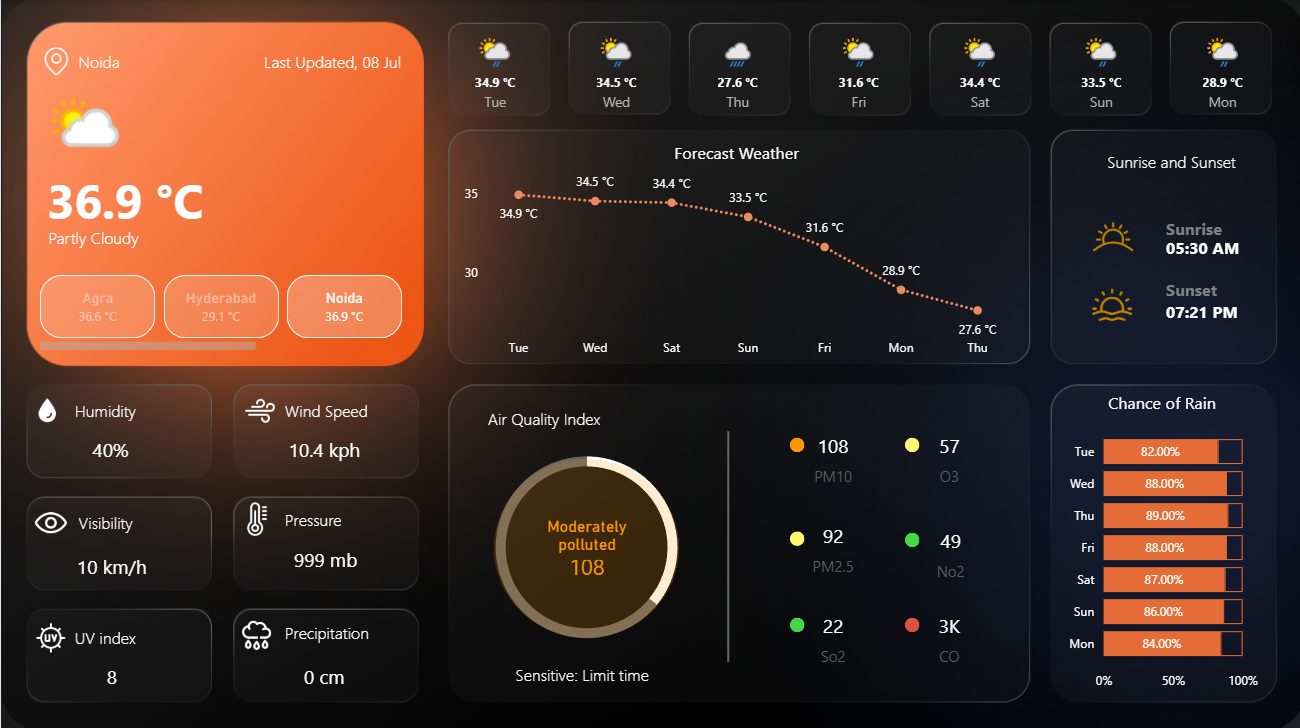 Noida
Last Updated, 08 Jul
36.9 °C
Partly Cloudy
Agra
36.6 °C
Hyderabad
29.1 °C
Noida
36.9 °C
34.9 °C
Tue
34.5 °C
Wed
27.6 °C
Thu
31.6 °C
Fri
34.4 °C
Sat
33.5 °C
Sun
28.9 °C
Mon
Forecast Weather
35
30
34.9 °C
34.5 °C
34.4 °C
33.5 °C
31.6 °C
28.9 °C
27.6 °C
Tue
Wed
Sat
Sun
Fri
Mon
Thu
Sunrise and Sunset
Sunrise
05:30 AM
Sunset
07:21 PM
Humidity
40%
Wind Speed
10.4 kph
Visibility
10 km/h
Pressure
999 mb
UV
UV index
8
Precipitation
0 cm
Air Quality Index
Moderately
polluted
108
Sensitive: Limit time
108
PM10
57
O3
92
PM2.5
49
No2
22
So2
3K
CO
Chance of Rain
Tue 82.00%
Wed 88.00%
Thu 89.00%
Fri 88.00%
Sat 87.00%
Sun 86.00%
Mon 84.00%
0% 50% 100%